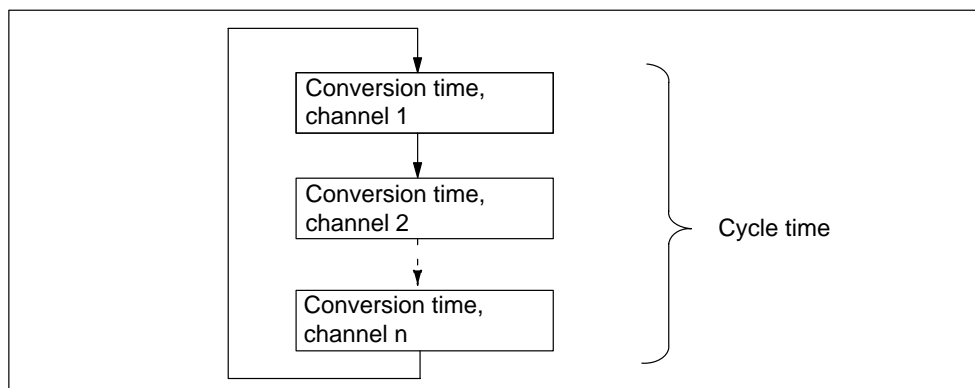 Conversion time,
channel 1
Conversion time,
channel 2
Cycle time
Conversion time,
channel n